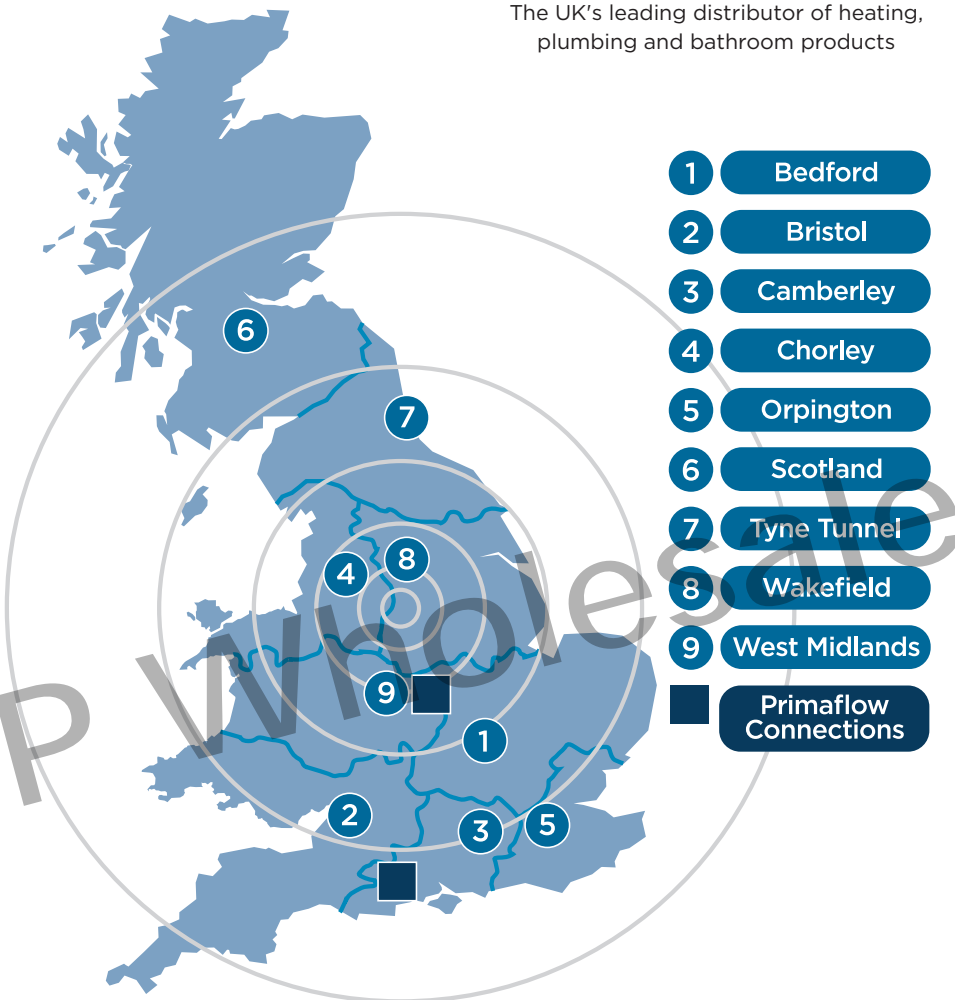 The UK's leading distributor of heating,
plumbing and bathroom products
1 Bedford
2 Bristol
3 Camberley
4 Chorley
5 Orpington
6 Scotland
7 Tyne Tunnel
8 Wakefield
9 West Midlands
Primaflow
Connections
6
7
8
4
9
1
2
3
5
P Wholesale